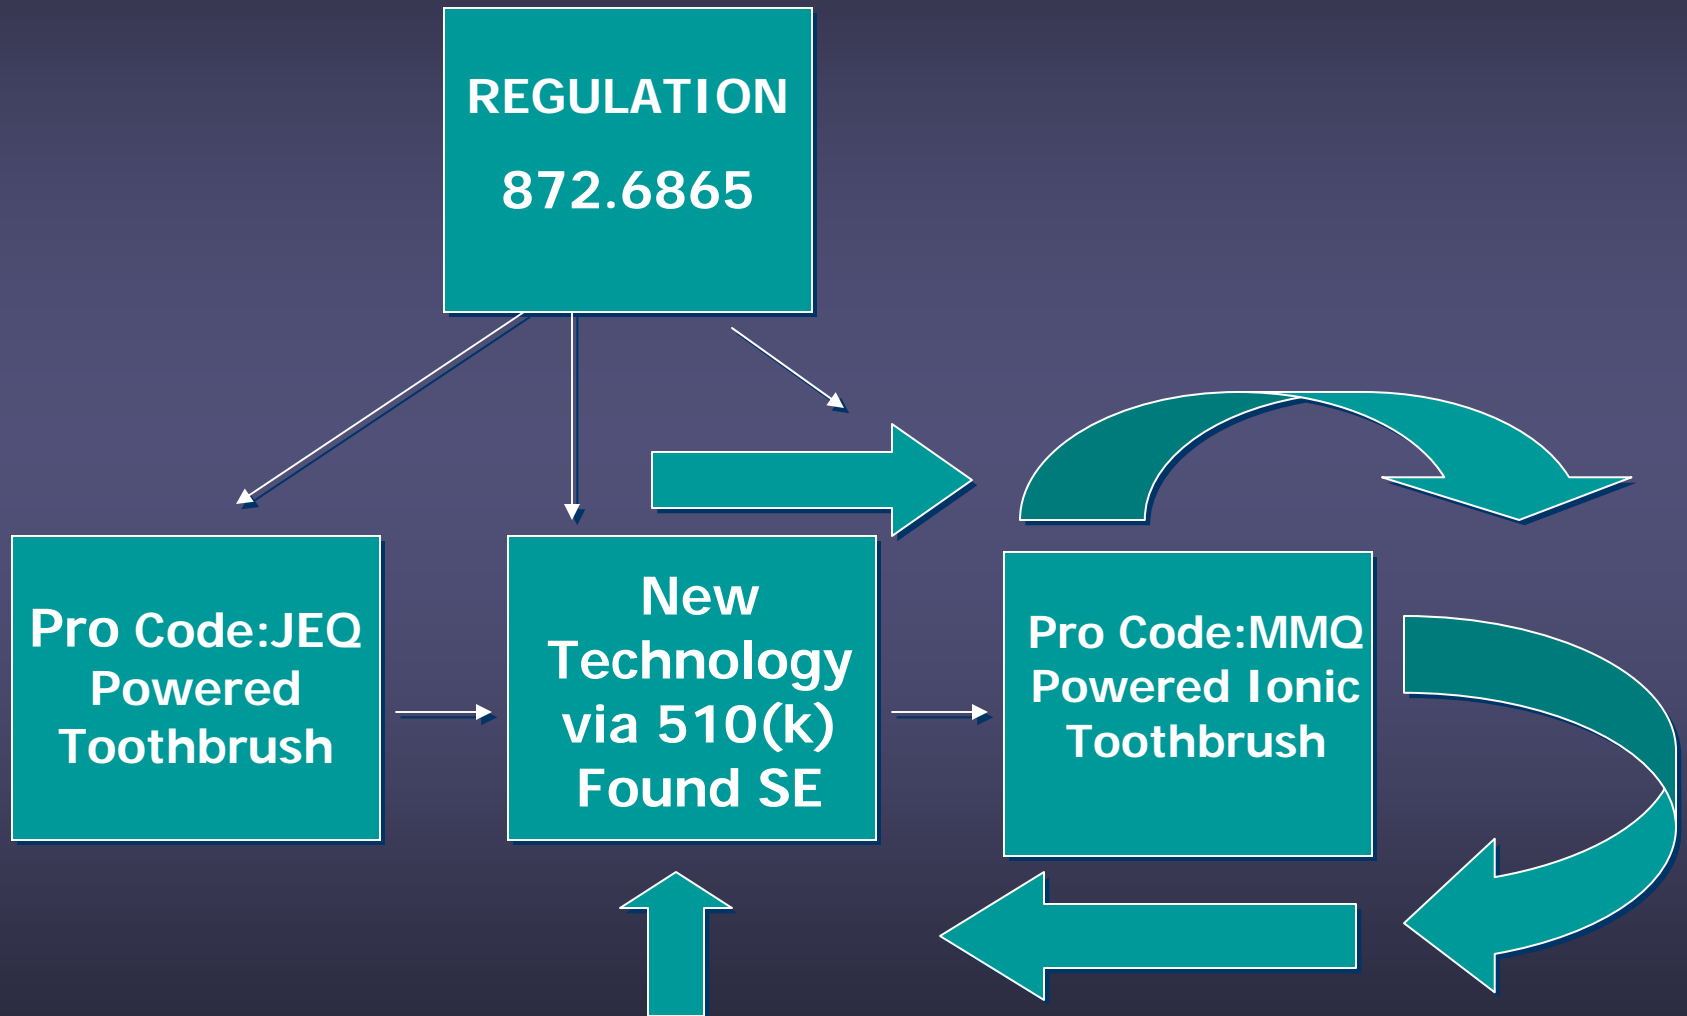 REGULATION
872.6865
Pro Code:JEQ
Powered
Toothbrush
New
Technology
via 510(k)
Found SE
Pro Code:MMQ
Powered Ionic
Toothbrush